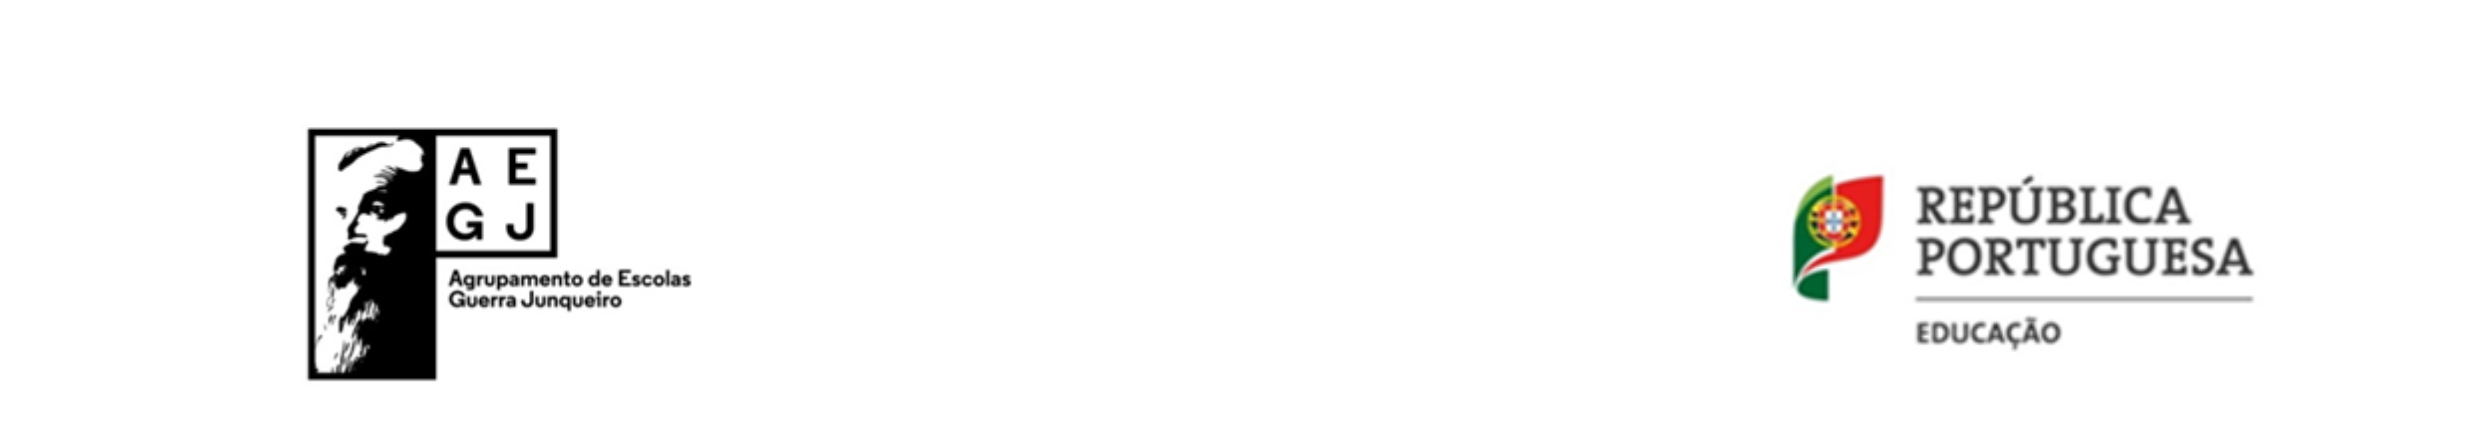 A E
G J
Agrupamento de Escolas
Guerra Junqueiro
REPÚBLICA
PORTUGUESA
EDUCAÇÃO